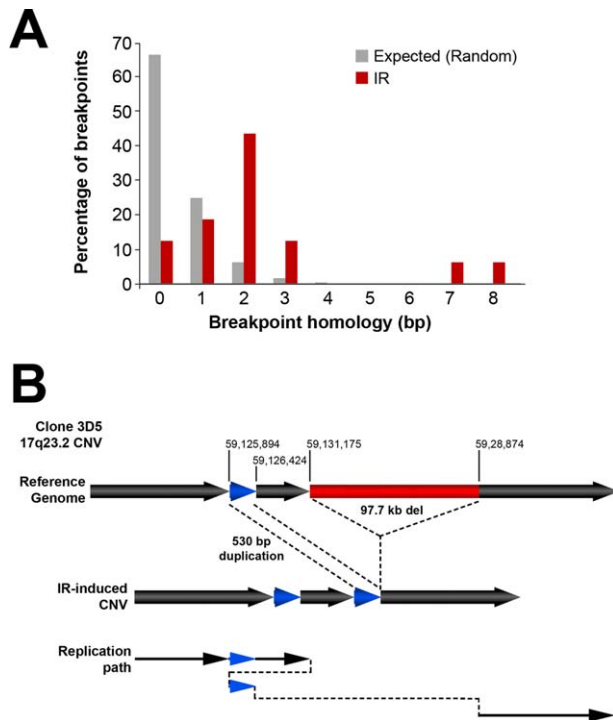 A
70
60
50
40
30
20
10
0
Percentage of breakpoints
Expected (Random)
IR
0 1 2 3 4 5 6 7 8
Breakpoint homology (bp)
B
Clone 3D5
17q23.2 CNV
59,125,894 59,131,175 59,28,874
59,126,424
Reference
Genome
97.7 kb del
530 bp
duplication
IR-induced
CNV
Replication
path